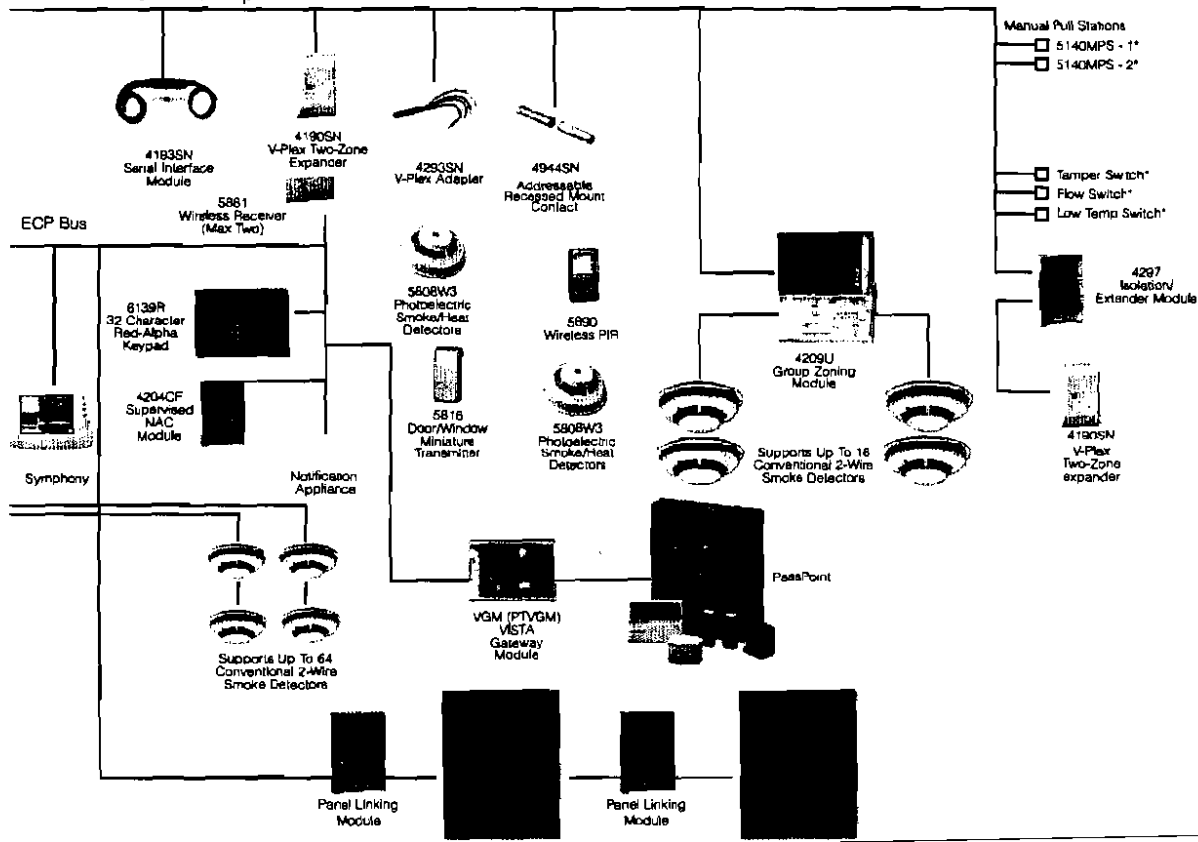 Manual Pull Stations
5140MPS - 1*
5140MPS - 2*
4193SN
Serial Interface
Module
4190SN
V-Plex Two-Zone
Expander
4293SN
V-Plex Adapter
4944SN
Addressable
Recessed Mount
Contact
Tamper Switch*
Flow Switch*
Low Temp Switch*
5881
Wireless Receiver
(Max Two)
ECP Bus
6139R
32 Character
Red-Alpha
Keypad
5808W3
Photoelectric
Smoke/Heat
Detectors
5890
Wireless PIR
4209U
Group Zoning
Module
4297
Isolation/
Extender Module
4204CF
Supervised
NAC
Module
5816
Door/Window
Miniature
Transmitter
5808W3
Photoelectric
Smoke/Heat
Detectors
Supports Up To 16
Conventional 2-Wire
Smoke Detectors
4190SN
V-Plex
Two-Zone
expander
Symphony
Notification
Appliance
PassPoint
VGM (PTVGM)
VISTA
Gateway
Module
Supports Up To 64
Conventional 2-Wire
Smoke Detectors
Panel Linking
Module
Panel Linking
Module